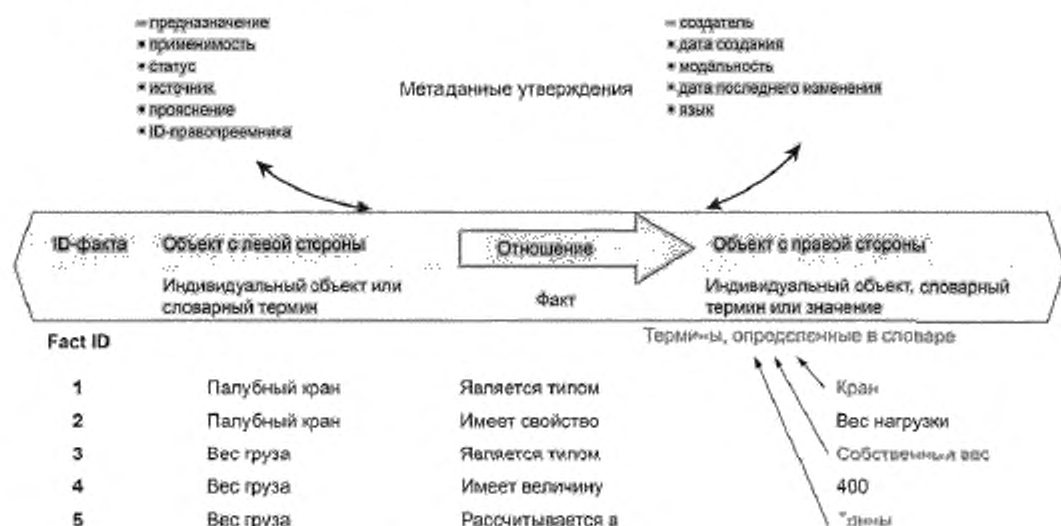 предназначение
применимость
статус
источник
прояснение
ID-правопреемника
Метаданные утверждения
создатель
дата создания
модальность
дата последнего изменения
язык
ID-факта
Объект с левой стороны
Отношение
Объект с правой стороны
Индивидуальный объект или
словарный термин
Факт
Индивидуальный объект, словарный
термин или значение
Fact ID
Термины, определенные в словаре
1 Палубный кран Является типом Кран
2 Палубный кран Имеет свойство Вес нагрузки
3 Вес груза Является типом Собственный вес
4 Вес груза Имеет величину 400
5 Вес груза Рассчитывается в